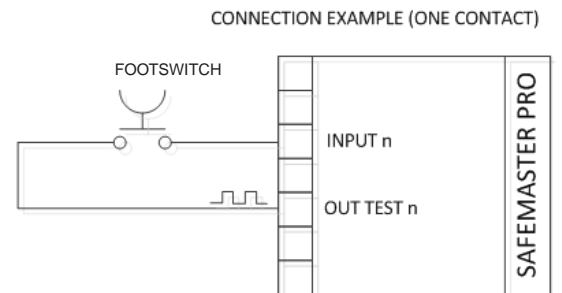 CONNECTION EXAMPLE (ONE CONTACT)
FOOTSWITCH
INPUT n
OUT TEST n
SAFEMASTER PRO